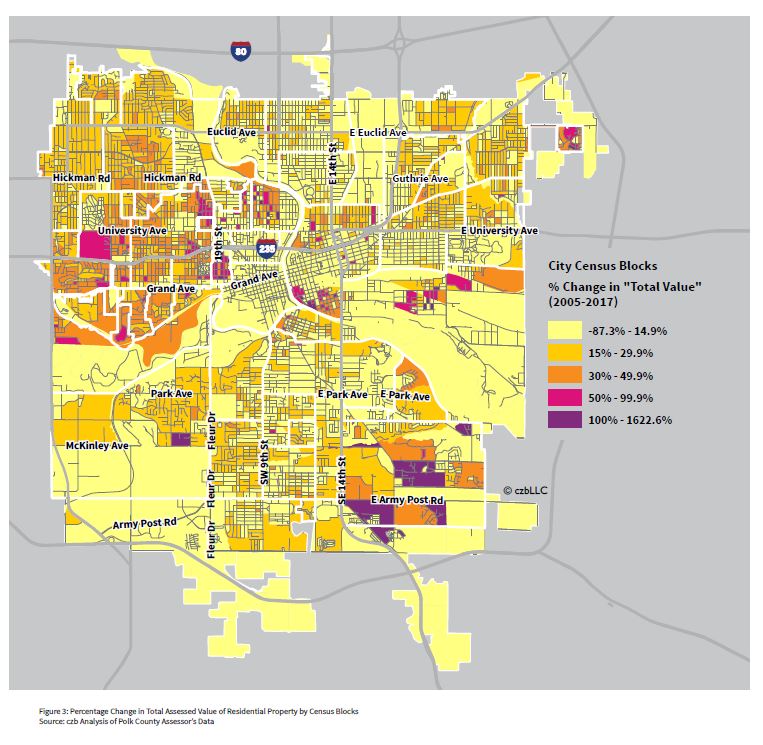 80
Euclid Ave
E Euclid Ave
E 14th St
Hickman Rd
Hickman Rd
Guthrie Ave
University Ave
E University Ave
19th St
235
Grand Ave
Grand Ave
City Census Blocks
% Change in "Total Value"
(2005-2017)
-87.3% - 14.9%
15% - 29.9%
30% - 49.9%
50% - 99.9%
100% - 1622.6%
Park Ave
E Park Ave
E Park Ave
Fleur Dr
McKinley Ave
SW 9th St
SE 14th St
Fleur Dr
© czbLLC
E Army Post Rd
Army Post Rd
Fleur Dr
Figure 3: Percentage Change in Total Assessed Value of Residential Property by Census Blocks
Source: czb Analysis of Polk County Assessor's Data